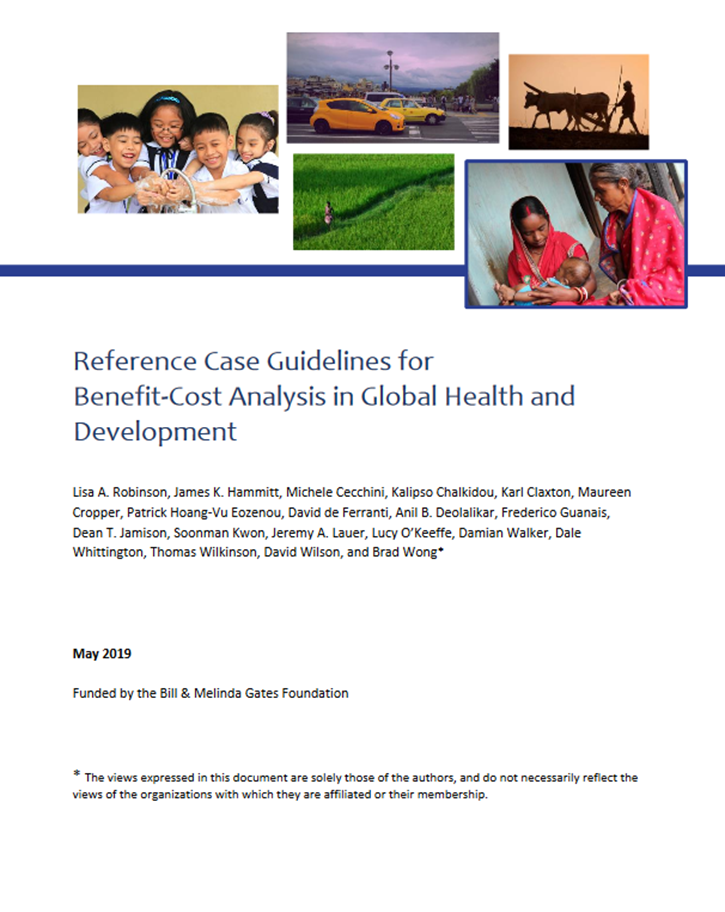 Reference Case Guidelines for
Benefit-Cost Analysis in Global Health and
Development
Lisa A. Robinson, James K. Hammitt, Michele Cecchini, Kalipso Chalkidou, Karl Claxton, Maureen
Cropper, Patrick Hoang-Vu Eozenou, David de Ferranti, Anil B. Deolalikar, Frederico Guanais,
Dean T. Jamison, Soonman Kwon, Jeremy A. Lauer, Lucy O’Keeffe, Damian Walker, Dale
Whittington, Thomas Wilkinson, David Wilson, and Brad Wong*
May 2019
Funded by the Bill & Melinda Gates Foundation
* The views expressed in this document are solely those of the authors, and do not necessarily reflect the
views of the organizations with which they are affiliated or their membership.